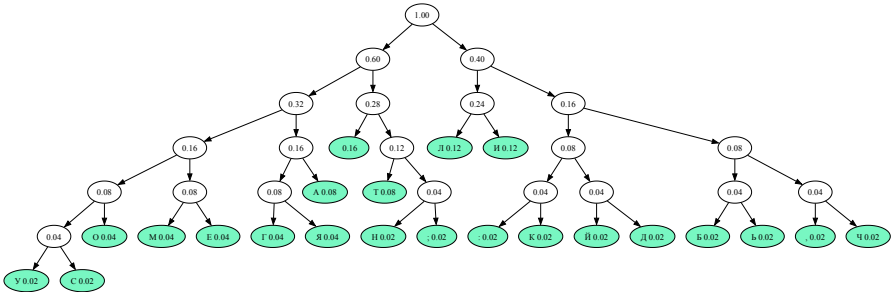 1.00
0.60 0.40
0.32 0.28 0.24 0.16
0.16 0.16 0.16 0.12 Л 0.12 И 0.12 0.08 0.08
0.08 0.08 0.08 А 0.08 Т 0.08 0.04 0.04 0.04 0.04 0.04
0.04 О 0.04 М 0.04 Е 0.04 Г 0.04 Я 0.04 Н 0.02 ; 0.02 : 0.02 К 0.02 Й 0.02 Д 0.02 Б 0.02 Ь 0.02 , 0.02 Ч 0.02
У 0.02 С 0.02